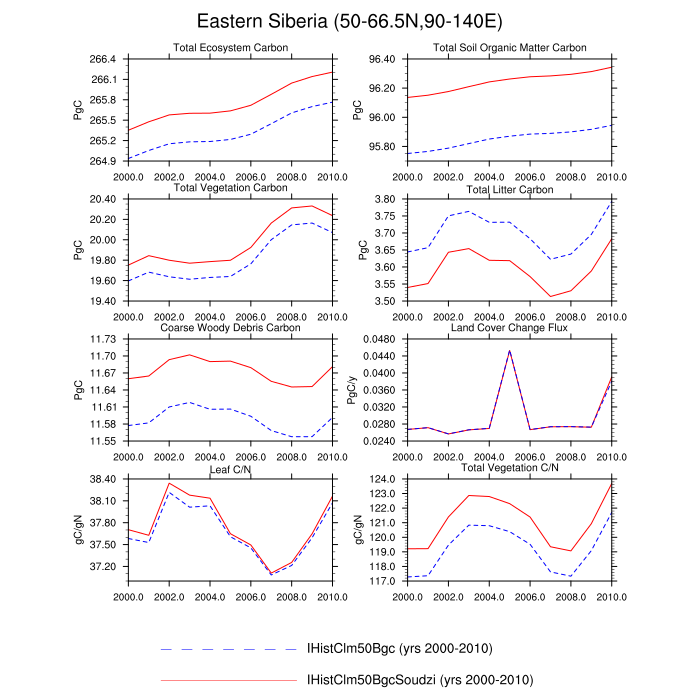 Eastern Siberia (50-66.5N,90-140E)
Total Ecosystem Carbon
PgC
266.4
266.1
265.8
265.5
265.2
264.9
2000.0 2002.0 2004.0 2006.0 2008.0 2010.0
Total Soil Organic Matter Carbon
PgC
96.40
96.20
96.00
95.80
2000.0 2002.0 2004.0 2006.0 2008.0 2010.0
Total Vegetation Carbon
PgC
20.40
20.20
20.00
19.80
19.60
19.40
2000.0 2002.0 2004.0 2006.0 2008.0 2010.0
Total Litter Carbon
PgC
3.80
3.75
3.70
3.65
3.60
3.55
3.50
2000.0 2002.0 2004.0 2006.0 2008.0 2010.0
Coarse Woody Debris Carbon
PgC
11.73
11.70
11.67
11.64
11.61
11.58
11.55
2000.0 2002.0 2004.0 2006.0 2008.0 2010.0
Land Cover Change Flux
PgC/y
0.0480
0.0440
0.0400
0.0360
0.0320
0.0280
0.0240
2000.0 2002.0 2004.0 2006.0 2008.0 2010.0
Leaf C/N
gC/gN
38.40
38.10
37.80
37.50
37.20
2000.0 2002.0 2004.0 2006.0 2008.0 2010.0
Total Vegetation C/N
gC/gN
124.0
123.0
122.0
121.0
120.0
119.0
118.0
117.0
2000.0 2002.0 2004.0 2006.0 2008.0 2010.0
IHistClm50Bgc (yrs 2000-2010)
IHistClm50BgcSoudzi (yrs 2000-2010)